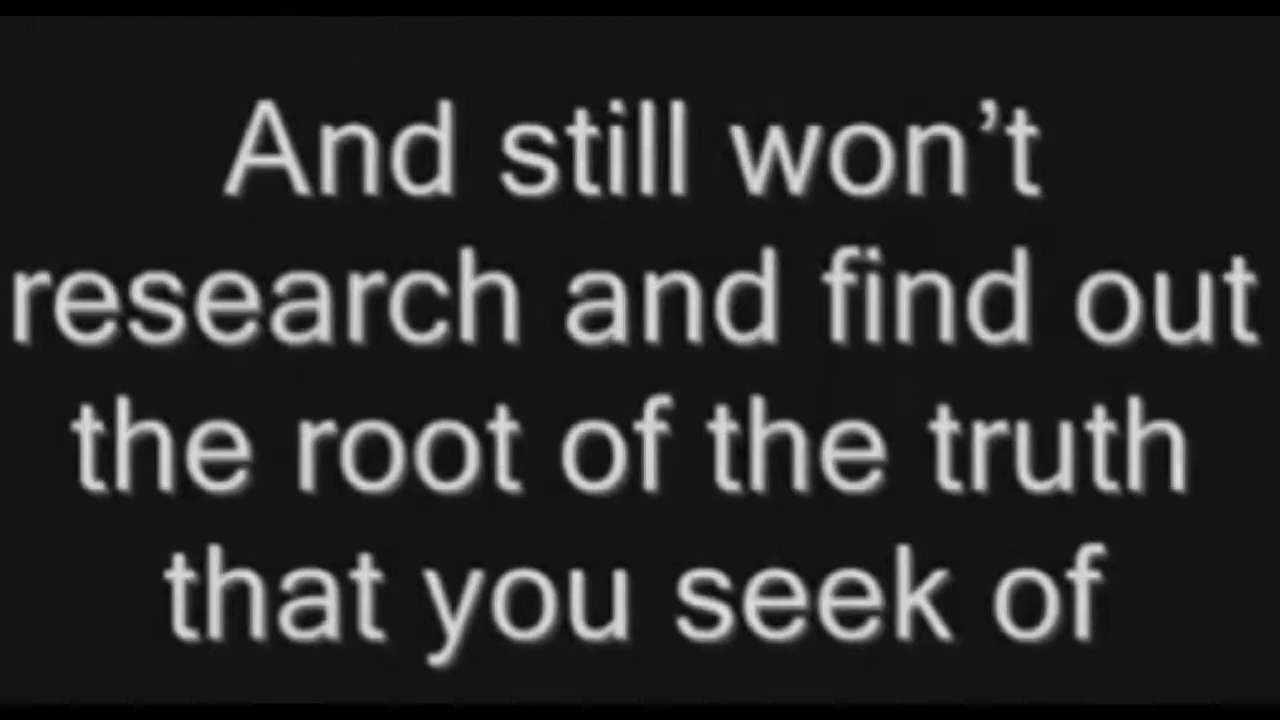 And still won’t
research and find out
the root of the truth
that you seek of